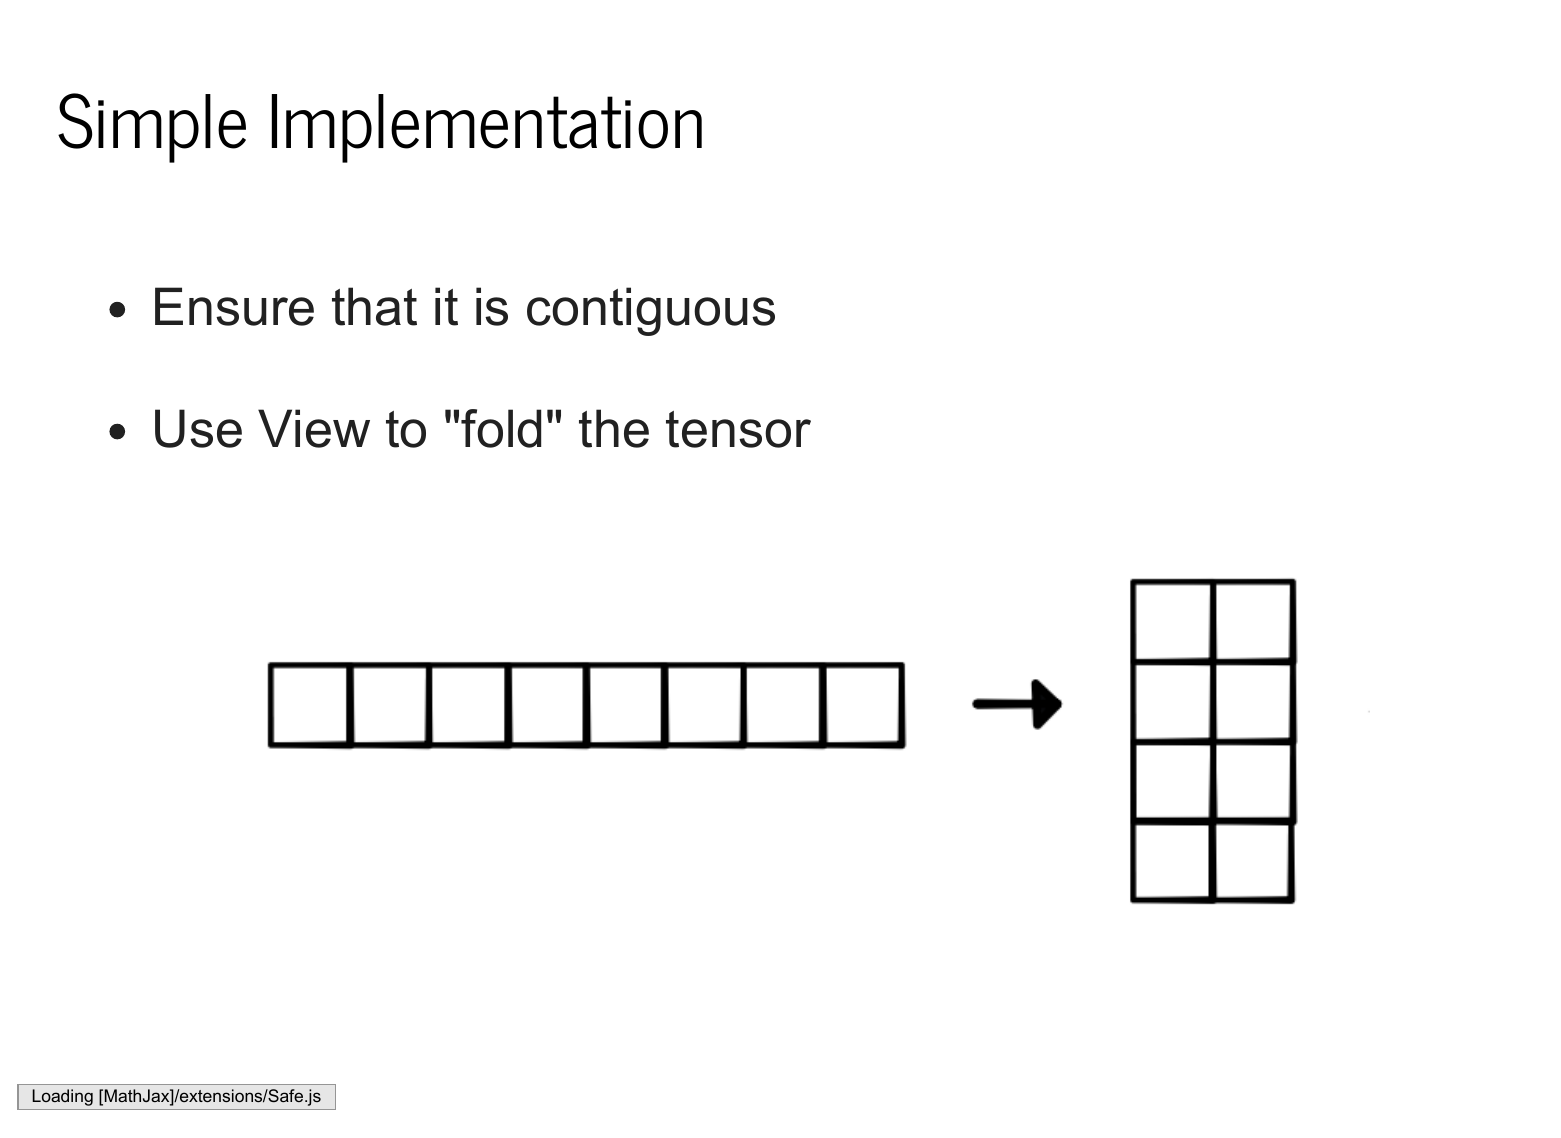 Simple Implementation
Ensure that it is contiguous
Use View to "fold" the tensor
Loading [MathJax]/extensions/Safe.js